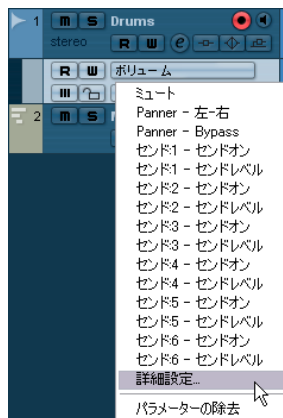 1 M S Drums
stereo R W e
R W ボリューム
2 M S
ミュート
Panner - 左-右
Panner - Bypass
センド:1 - センドオン
センド:1 - センドレベル
センド:2 - センドオン
センド:2 - センドレベル
センド:3 - センドオン
センド:3 - センドレベル
センド:4 - センドオン
センド:4 - センドレベル
センド:5 - センドオン
センド:5 - センドレベル
センド:6 - センドオン
センド:6 - センドレベル
詳細設定...
パラメーターの除去